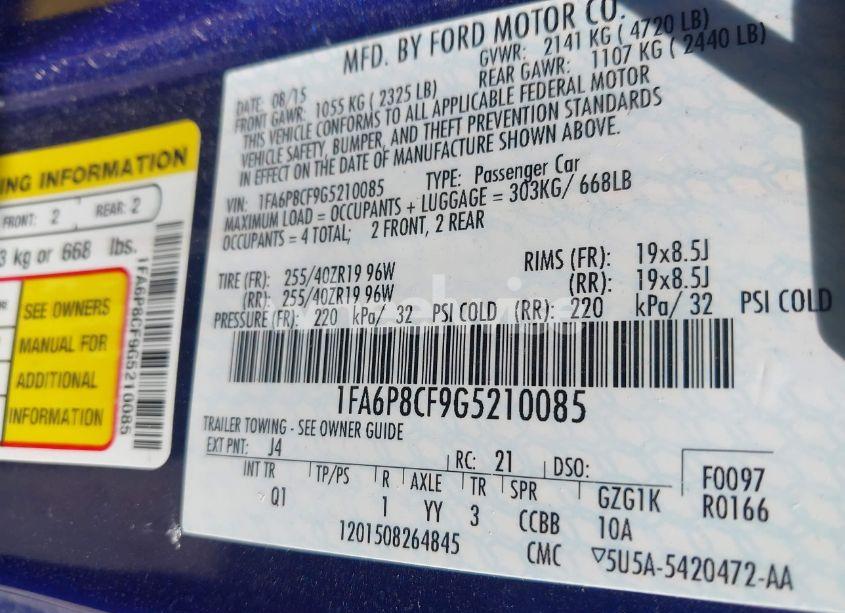 MFD. BY FORD MOTOR CO.
DATE: 08/15 GVWR: 2141 KG ( 4720 LB)
FRONT GAWR: 1055 KG ( 2325 LB) REAR GAWR: 1107 KG ( 2440 LB)
THIS VEHICLE CONFORMS TO ALL APPLICABLE FEDERAL MOTOR
VEHICLE SAFETY, BUMPER, AND THEFT PREVENTION STANDARDS
IN EFFECT ON THE DATE OF MANUFACTURE SHOWN ABOVE.
VIN: 1FA6P8CF9G5210085 TYPE: Passenger Car
MAXIMUM LOAD = OCCUPANTS + LUGGAGE = 303KG/ 668LB
OCCUPANTS = 4 TOTAL; 2 FRONT, 2 REAR
TIRE (FR): 255/40ZR19 96W RIMS (FR): 19x8.5J
(RR): 255/40ZR19 96W (RR): 19x8.5J
PRESSURE (FR): 220 kPa/ 32 PSI COLD (RR): 220 kPa/ 32 PSI COLD
1FA6P8CF9G5210085
TRAILER TOWING - SEE OWNER GUIDE
EXT PNT: J4 RC: 21 DSO:
F0097
R0166
INT TR TP/PS R AXLE TR SPR GZG1K
Q1 1 YY 3 CCBB 10A
1201508264845 CMC 5U5A-5420472-AA
ING INFORMATION
FRONT: 2 REAR: 2
3 kg or 668 lbs.
SEE OWNERS
MANUAL FOR
ADDITIONAL
INFORMATION
1FA6P8CF9G5210085